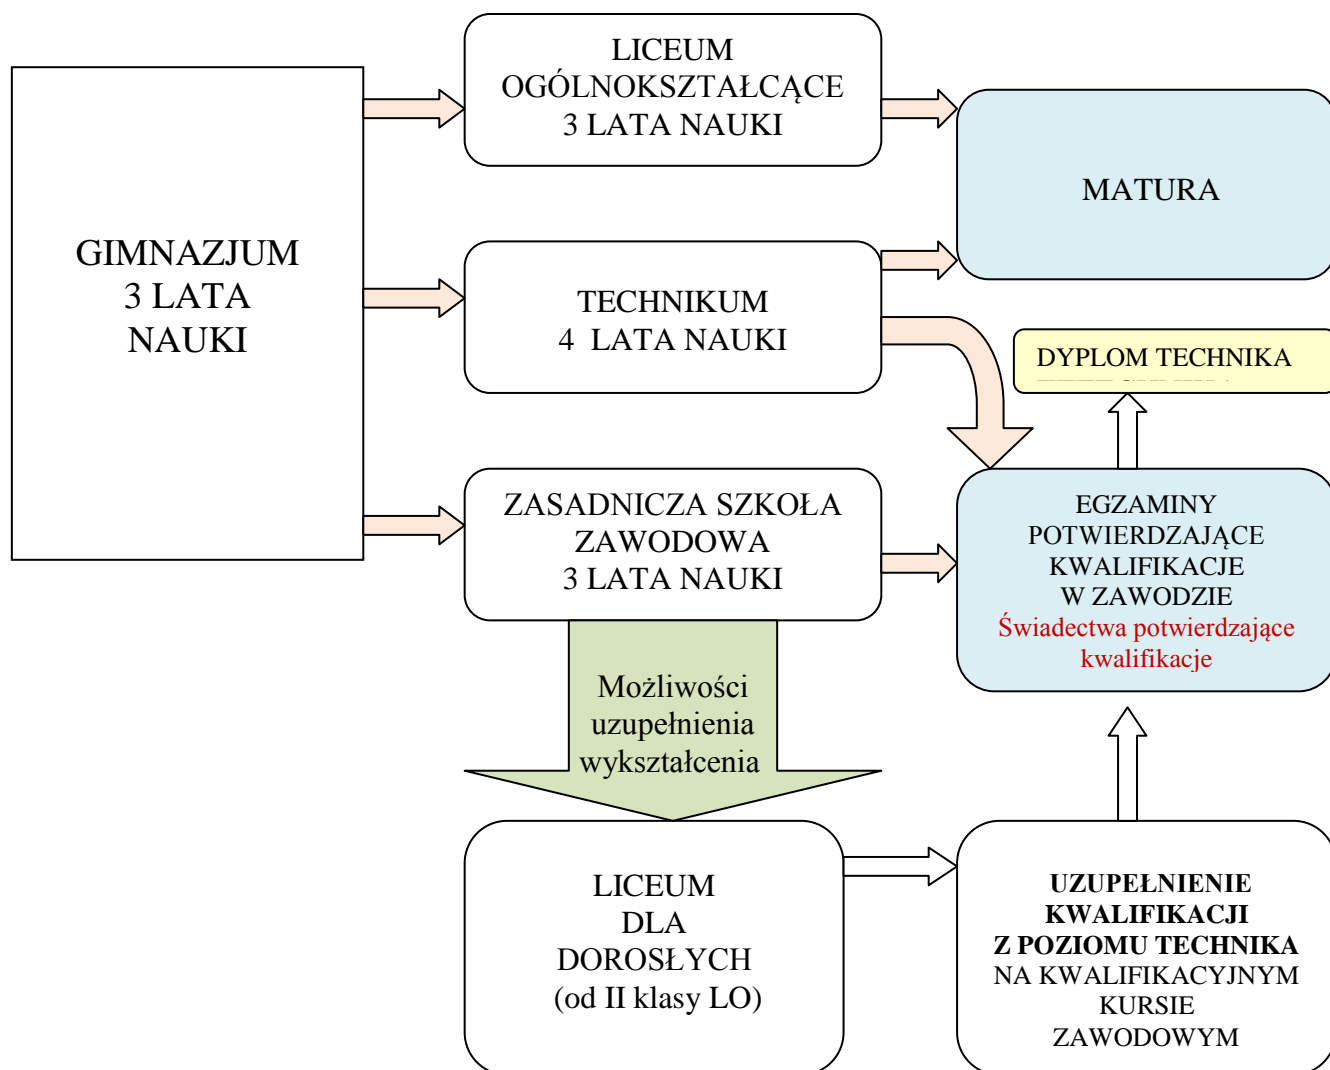 LICEUM
OGÓLNOKSZTAŁCĄCE
3 LATA NAUKI
MATURA
GIMNAZJUM
3 LATA
NAUKI
TECHNIKUM
4 LATA NAUKI
DYPLOM TECHNIKA
ZASADNICZA SZKOŁA
ZAWODOWA
3 LATA NAUKI
EGZAMINY
POTWIERDZAJĄCE
KWALIFIKACJE
W ZAWODZIE
Świadectwa potwierdzające
kwalifikacje
Możliwości
uzupełnienia
wykształcenia
LICEUM
DLA
DOROSŁYCH
(od II klasy LO)
UZUPEŁNIENIE
KWALIFIKACJI
Z POZIOMU TECHNIKA
NA KWALIFIKACYJNYM
KURSIE
ZAWODOWYM